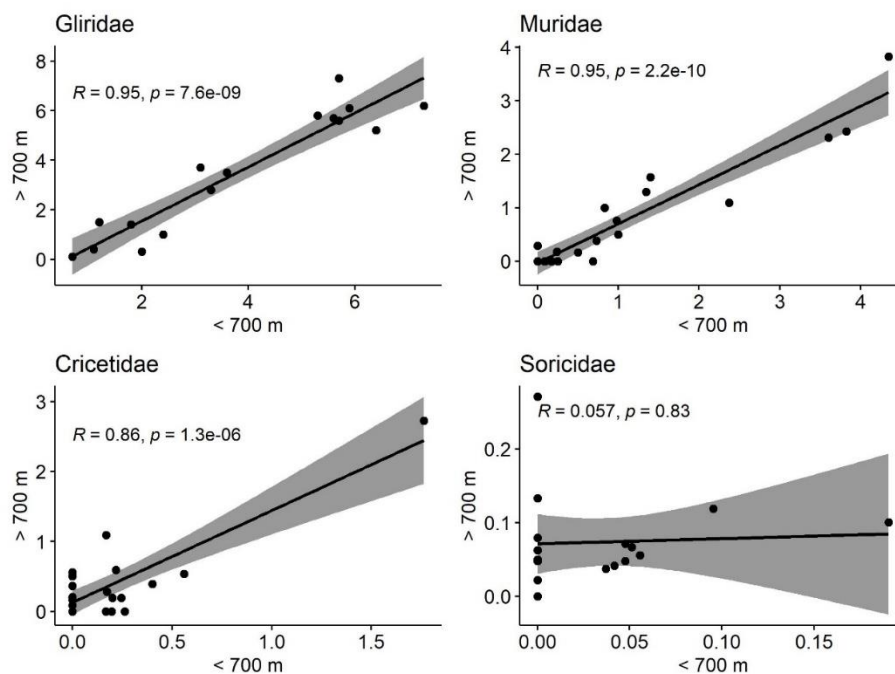 Gliridae
8
6
4
2
0
R = 0.95, p = 7.6e-09
> 700 m
2
4
6
< 700 m
Muridae
4
3
2
1
0
R = 0.95, p = 2.2e-10
> 700 m
0
1
2
3
4
< 700 m
Cricetidae
3
2
1
0
R = 0.86, p = 1.3e-06
> 700 m
0.0
0.5
1.0
1.5
< 700 m
Soricidae
0.2
0.1
0.0
R = 0.057, p = 0.83
> 700 m
0.00
0.05
0.10
0.15
< 700 m